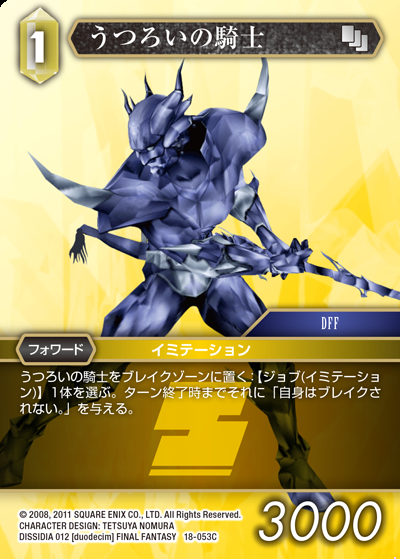 1
うつろいの騎士
DFF
フォワード
イミテーション
うつろいの騎士をブレイクゾーンに置く:【ジョブ(イミテーショ
ン)】1体を選ぶ。ターン終了時までそれに「自身はブレイクさ
れない。」を与える。
土
© 2008, 2011 SQUARE ENIX CO., LTD. All Rights Reserved.
CHARACTER DESIGN: TETSUYA NOMURA
DISSIDIA 012 [duodecim] FINAL FANTASY 18-053C
3000